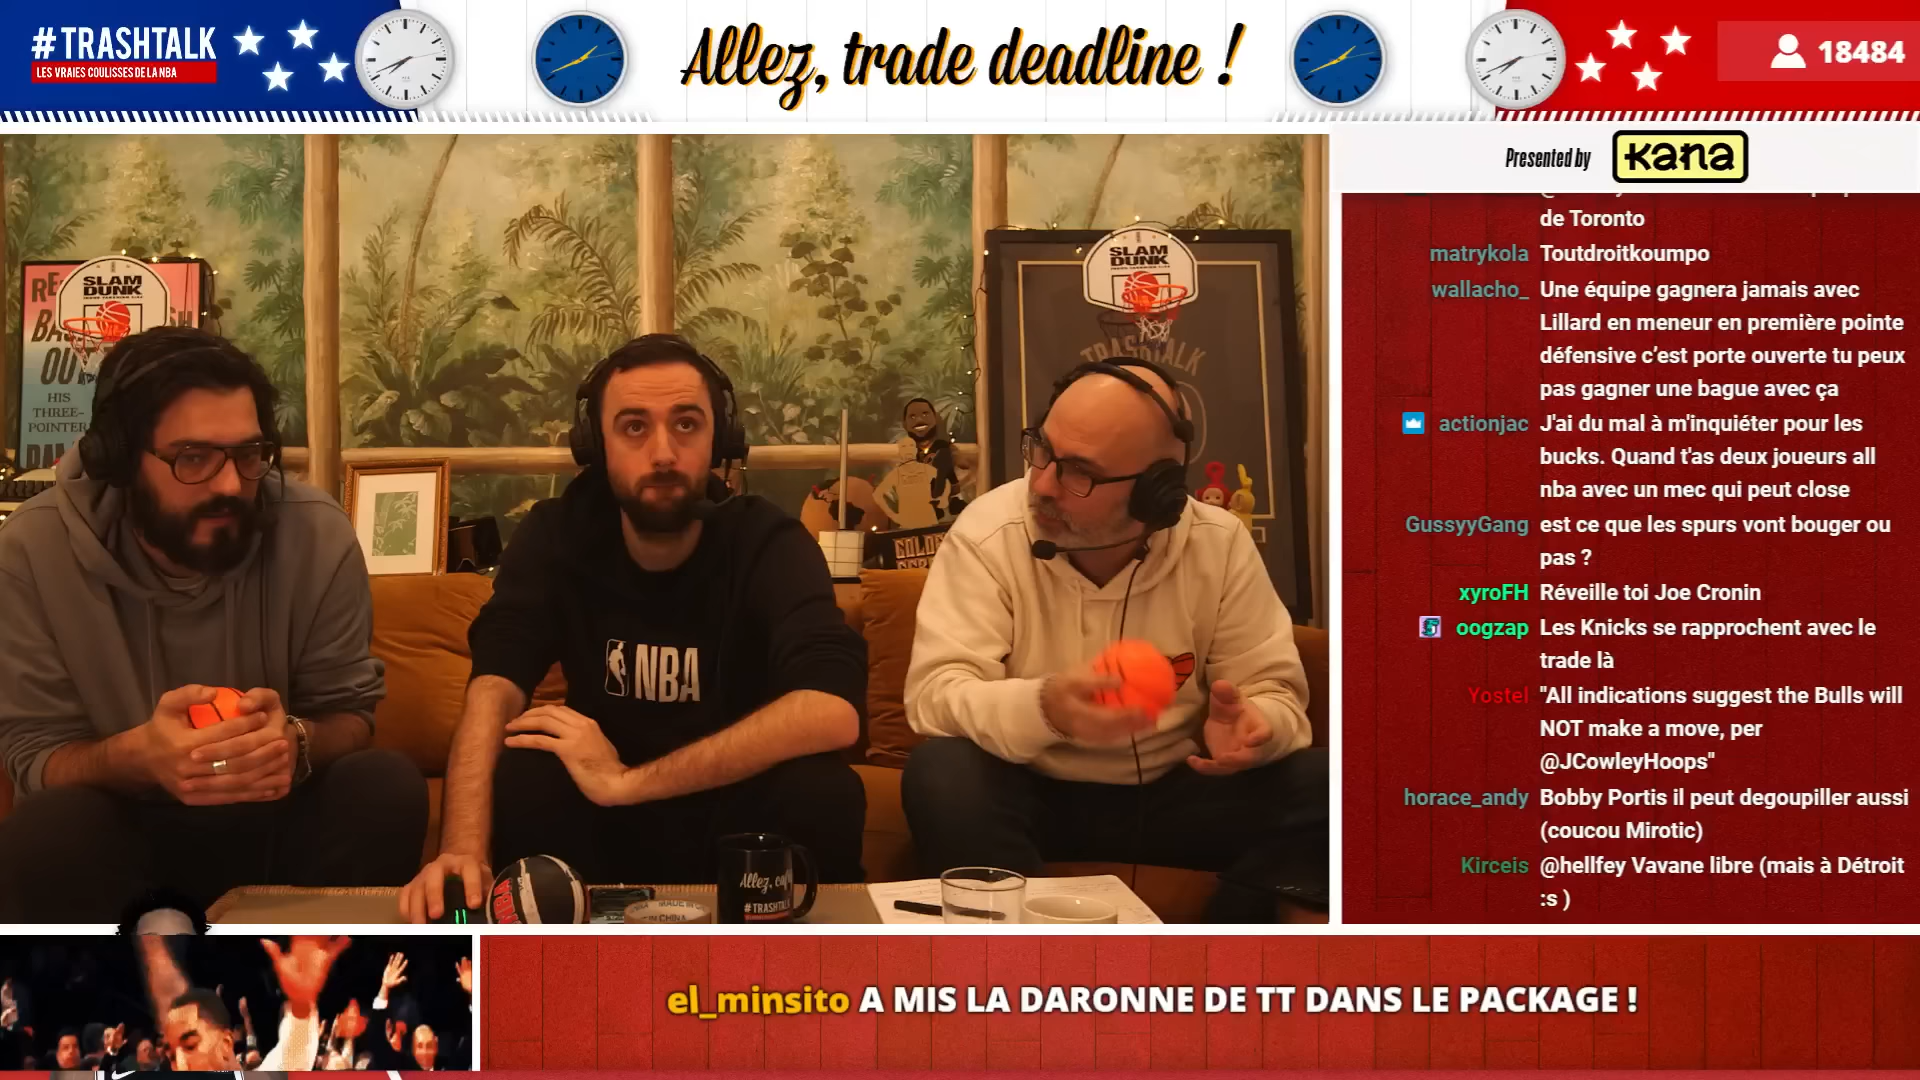 #TRASHTALK
LES VRAIES COULISSES DE LA NBA
Allez, trade deadline !
18484
Presented by
kana
de Toronto
matrykola Toutdroitkoumpo
wallacho_ Une équipe gagnera jamais avec
Lillard en meneur en première pointe
défensive c’est porte ouverte tu peux
pas gagner une bague avec ça
actionjac J'ai du mal à m'inquiéter pour les
bucks. Quand t'as deux joueurs all
nba avec un mec qui peut close
GussyyGang est ce que les spurs vont bouger ou
pas ?
xyroFH Réveille toi Joe Cronin
oogzap Les Knicks se rapprochent avec le
trade là
Yostel "All indications suggest the Bulls will
NOT make a move, per
@JCowleyHoops"
horace_andy Bobby Portis il peut degoupiller aussi
(coucou Mirotic)
Kirceis @hellfey Vavane libre (mais à Détroit
:s )
SLAM
DUNK
HIS
THREE-
POINTER
SLAM
DUNK
TRASHTALK
NBA
Allez,
#TRASHTALK
MADE IN
CHINA
el_minsito A MIS LA DARONNE DE TT DANS LE PACKAGE !